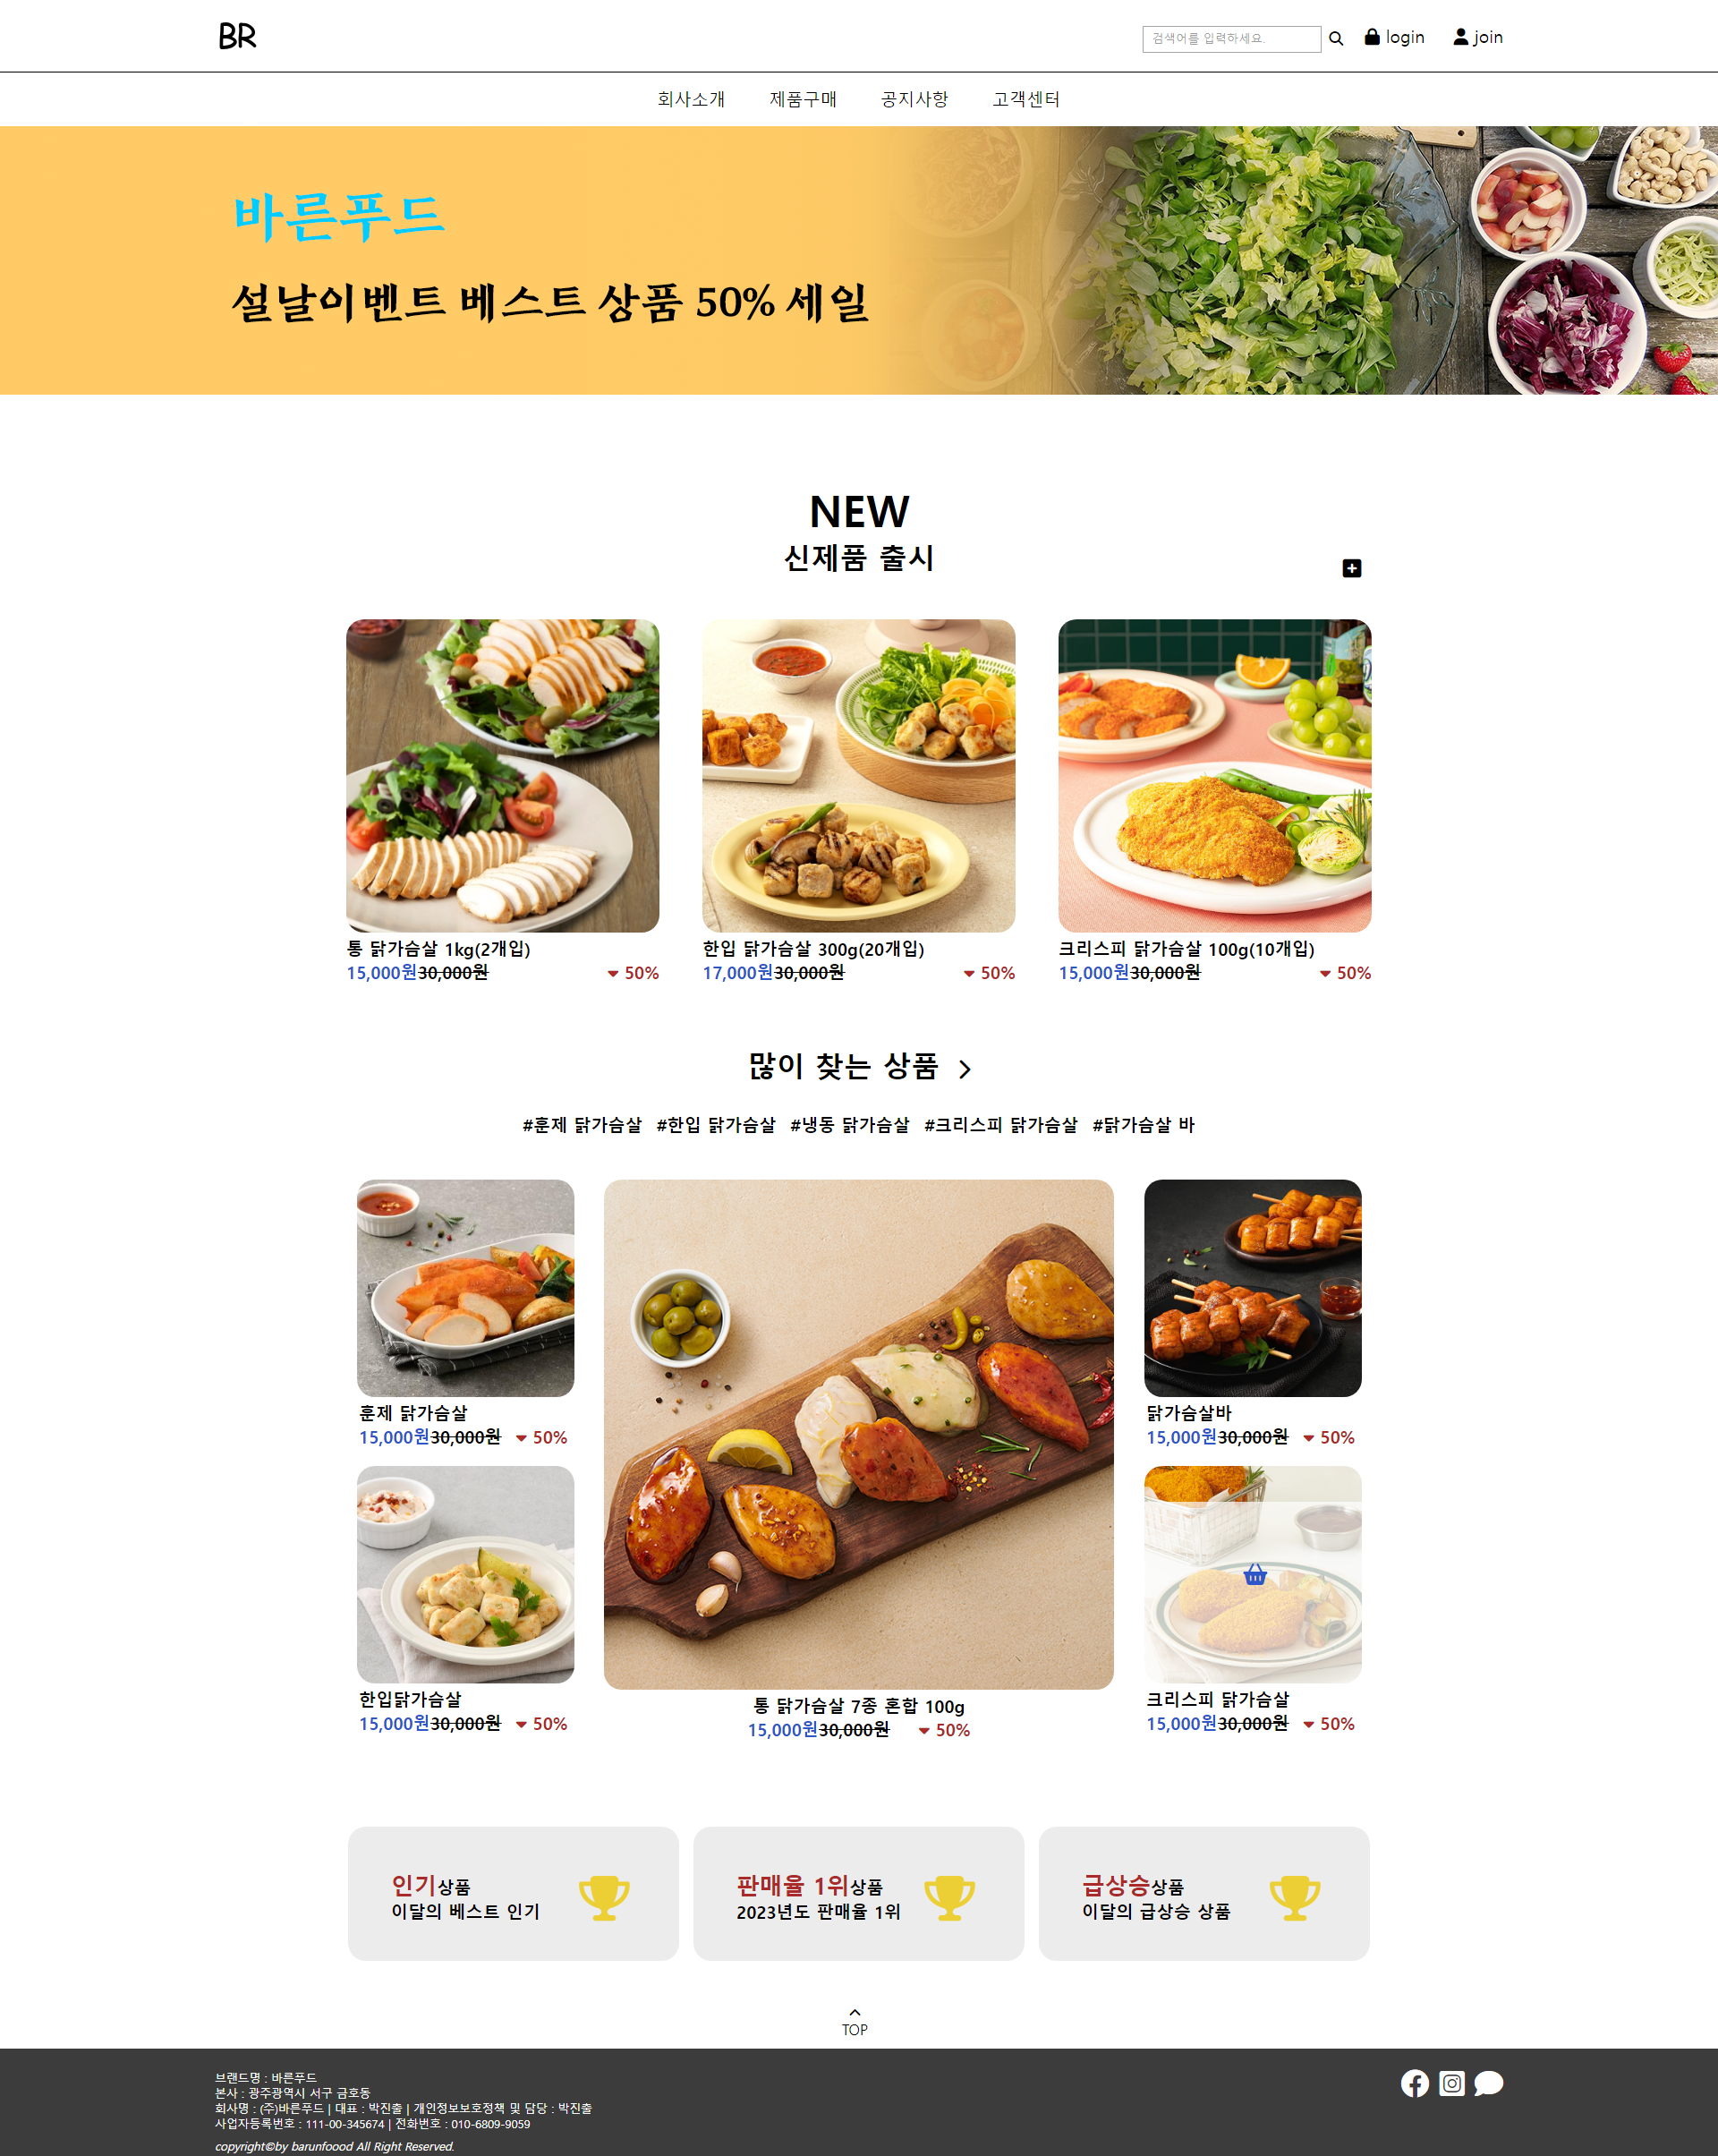 BR
검색어를 입력하세요.
login
join
회사소개 제품구매 공지사항 고객센터
바른푸드
설날이벤트 베스트 상품 50% 세일
NEW
신제품 출시
통 닭가슴살 1kg(2개입)
15,000원30,000원 50%
한입 닭가슴살 300g(20개입)
17,000원30,000원 50%
크리스피 닭가슴살 100g(10개입)
15,000원30,000원 50%
많이 찾는 상품
#훈제 닭가슴살 #한입 닭가슴살 #냉동 닭가슴살 #크리스피 닭가슴살 #닭가슴살 바
훈제 닭가슴살
15,000원30,000원 50%
한입닭가슴살
15,000원30,000원 50%
통 닭가슴살 7종 혼합 100g
15,000원30,000원 50%
닭가슴살바
15,000원30,000원 50%
크리스피 닭가슴살
15,000원30,000원 50%
인기상품
이달의 베스트 인기
판매율 1위상품
2023년도 판매율 1위
급상승상품
이달의 급상승 상품
TOP
브랜드명 : 바른푸드
본사 : 광주광역시 서구 금호동
회사명 : (주)바른푸드 | 대표 : 박진출 | 개인정보보호정책 및 담당 : 박진출
사업자등록번호 : 111-00-345674 | 전화번호 : 010-6809-9059
copyright©by barunfoood All Right Reserved.